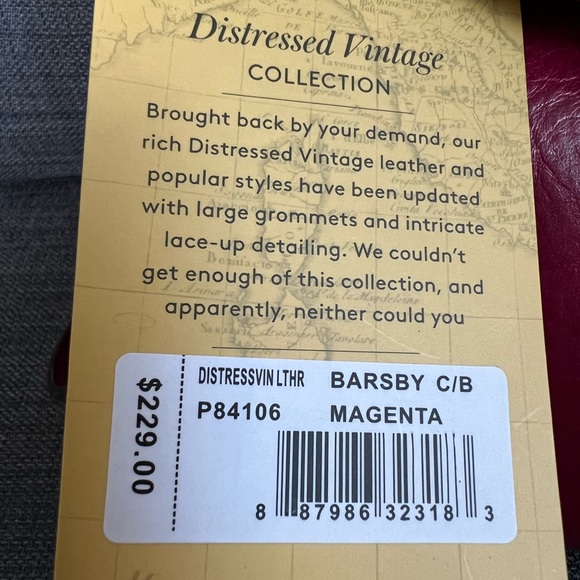 Distressed Vintage
COLLECTION
Brought back by your demand, our
rich Distressed Vintage leather and
popular styles have been updated
with large grommets and intricate
lace-up detailing. We couldn't
get enough of this collection, and
apparently, neither could you
$229.00
DISTRESSVIN LTHR BARSBY C/B
P84106 MAGENTA
8 87986 32318 3